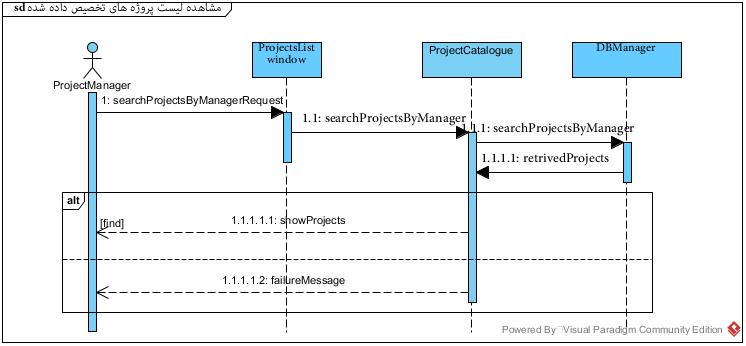 sd مشاهده لیست پروژه های تخصیص داده شده
ProjectsList
window
ProjectCatalogue
DBManager
ProjectManager
1: searchProjectsByManagerRequest
1.1: searchProjectsByManager
1.1.1: searchProjectsByManager
1.1.1.1: retrivedProjects
alt
[find]
1.1.1.1.1: showProjects
1.1.1.1.2: failureMessage
Powered By Visual Paradigm Community Edition